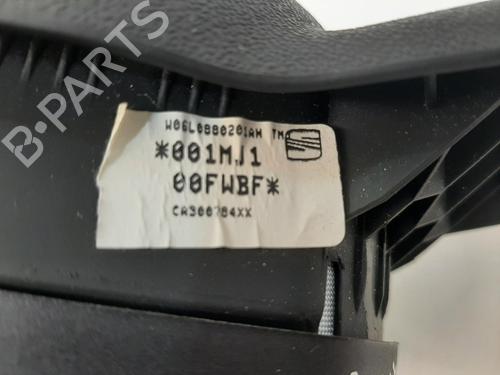 B-PARTS
W06L0880201AH TM
*001MJ1
00FWBF*
CA300784XX